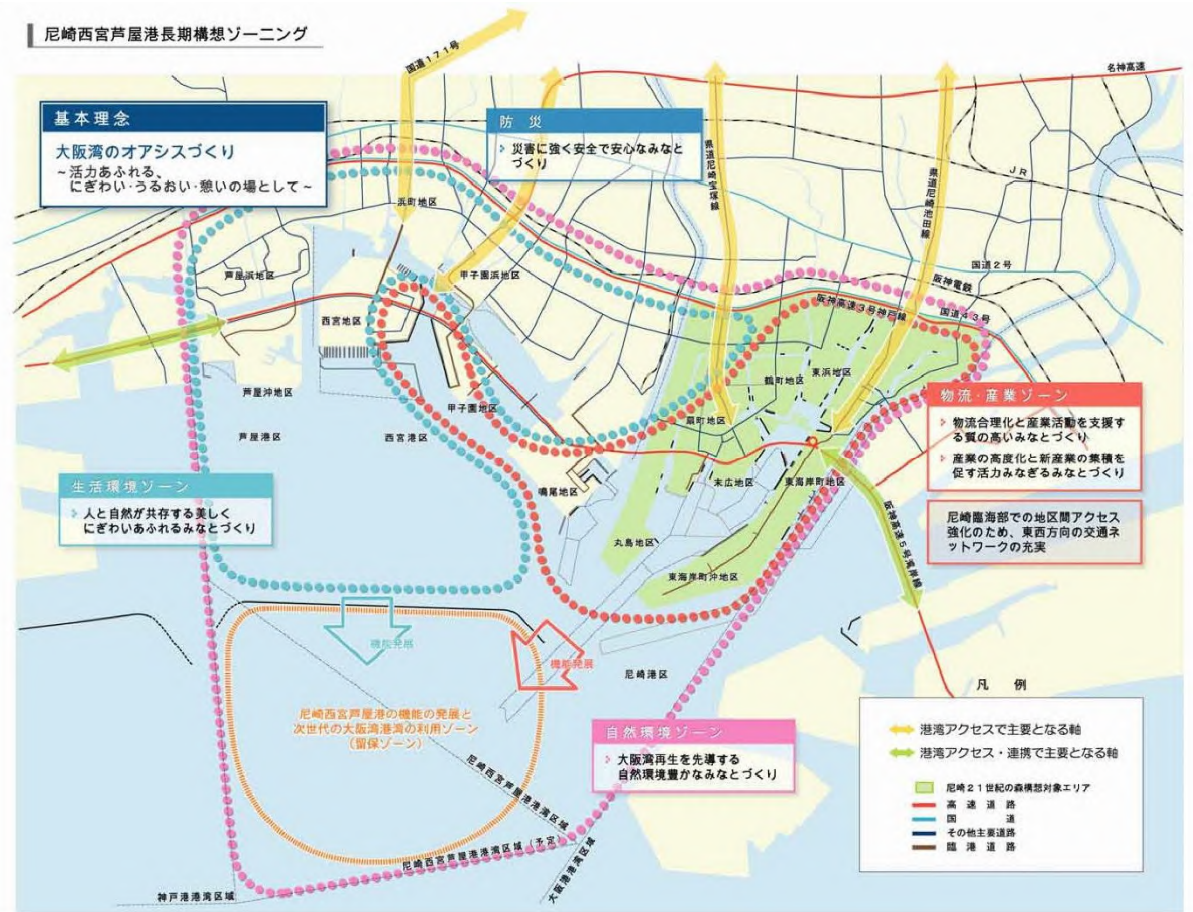 尼崎西宮芦屋港長期構想ゾーニング
国道171号
名神高速
基本理念
大阪湾のオアシスづくり
～活力あふれる、
にぎわい・うるおい・憩いの場として～
防災
災害に強く安全で安心なみなと
づくり
県道尼崎宝塚線
県道尼崎池田線
JR
国道2号
阪神電鉄
国道43号
阪神高速3号神戸線
浜町地区
芦屋浜地区
甲子園浜地区
西宮地区
芦屋沖地区
甲子園地区
芦屋港区
西宮港区
鳴尾地区
鶴町地区
東浜地区
扇町地区
末広地区
東海岸町地区
丸島地区
東海岸町沖地区
尼崎港区
阪神高速5号湾岸線
物流・産業ゾーン
物流合理化と産業活動を支援す
る質の高いみなとづくり
産業の高度化と新産業の集積を
促す活力みなぎるみなとづくり
尼崎臨海部での地区間アクセス
強化のため、東西方向の交通ネ
ットワークの充実
生活環境ゾーン
人と自然が共存する美しく
にぎわいあふれるみなとづくり
機能発展
機能発展
尼崎西宮芦屋港の機能の発展と
次世代の大阪湾港湾の利用ゾーン
(留保ゾーン)
自然環境ゾーン
大阪湾再生を先導する
自然環境豊かなみなとづくり
尼崎西宮芦屋港港湾区域
尼崎西宮芦屋港港湾区域(予定)
大阪港港湾区域
神戸港港湾区域
凡例
港湾アクセスで主要となる軸
港湾アクセス・連携で主要となる軸
尼崎21世紀の森構想対象エリア
高速道路
国道
その他主要道路
臨港道路